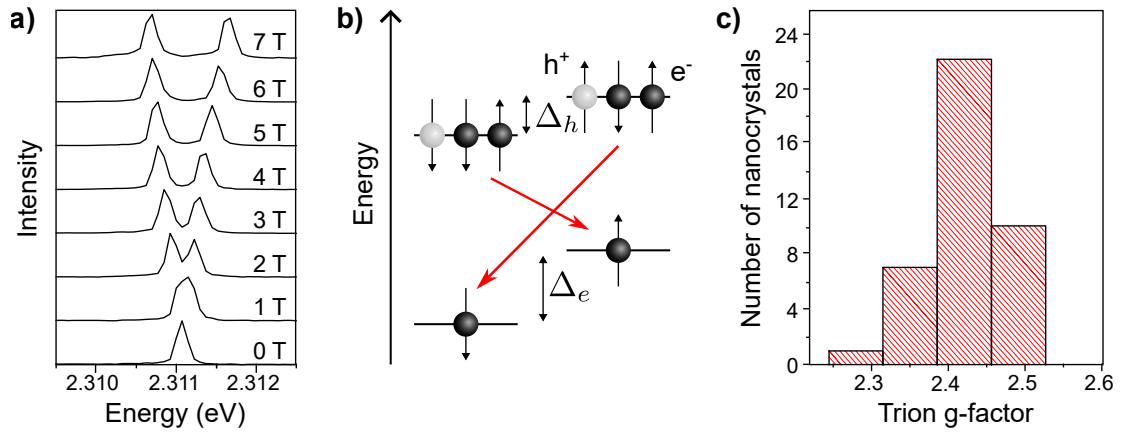 a)
Intensity
7 T
6 T
5 T
4 T
3 T
2 T
1 T
0 T
2.310 2.311 2.312
Energy (eV)
b)
Energy
h⁺
e⁻
Δₕ
Δₑ
c)
Number of nanocrystals
24
20
16
12
8
4
0
2.3 2.4 2.5 2.6
Trion g-factor